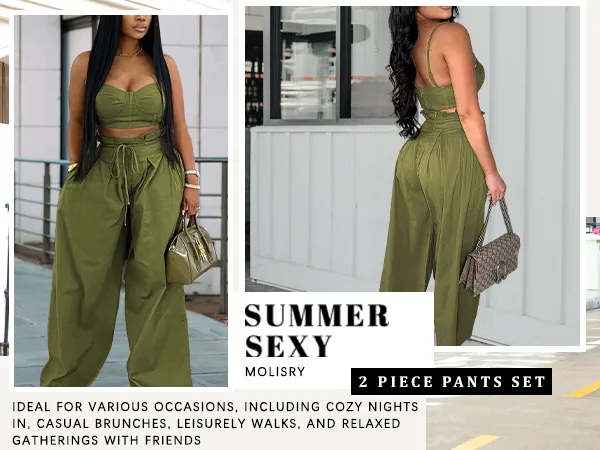 SUMMER
SEXY
MOLISRY
2 PIECE PANTS SET
IDEAL FOR VARIOUS OCCASIONS, INCLUDING COZY NIGHTS
IN, CASUAL BRUNCHES, LEISURELY WALKS, AND RELAXED
GATHERINGS WITH FRIENDS